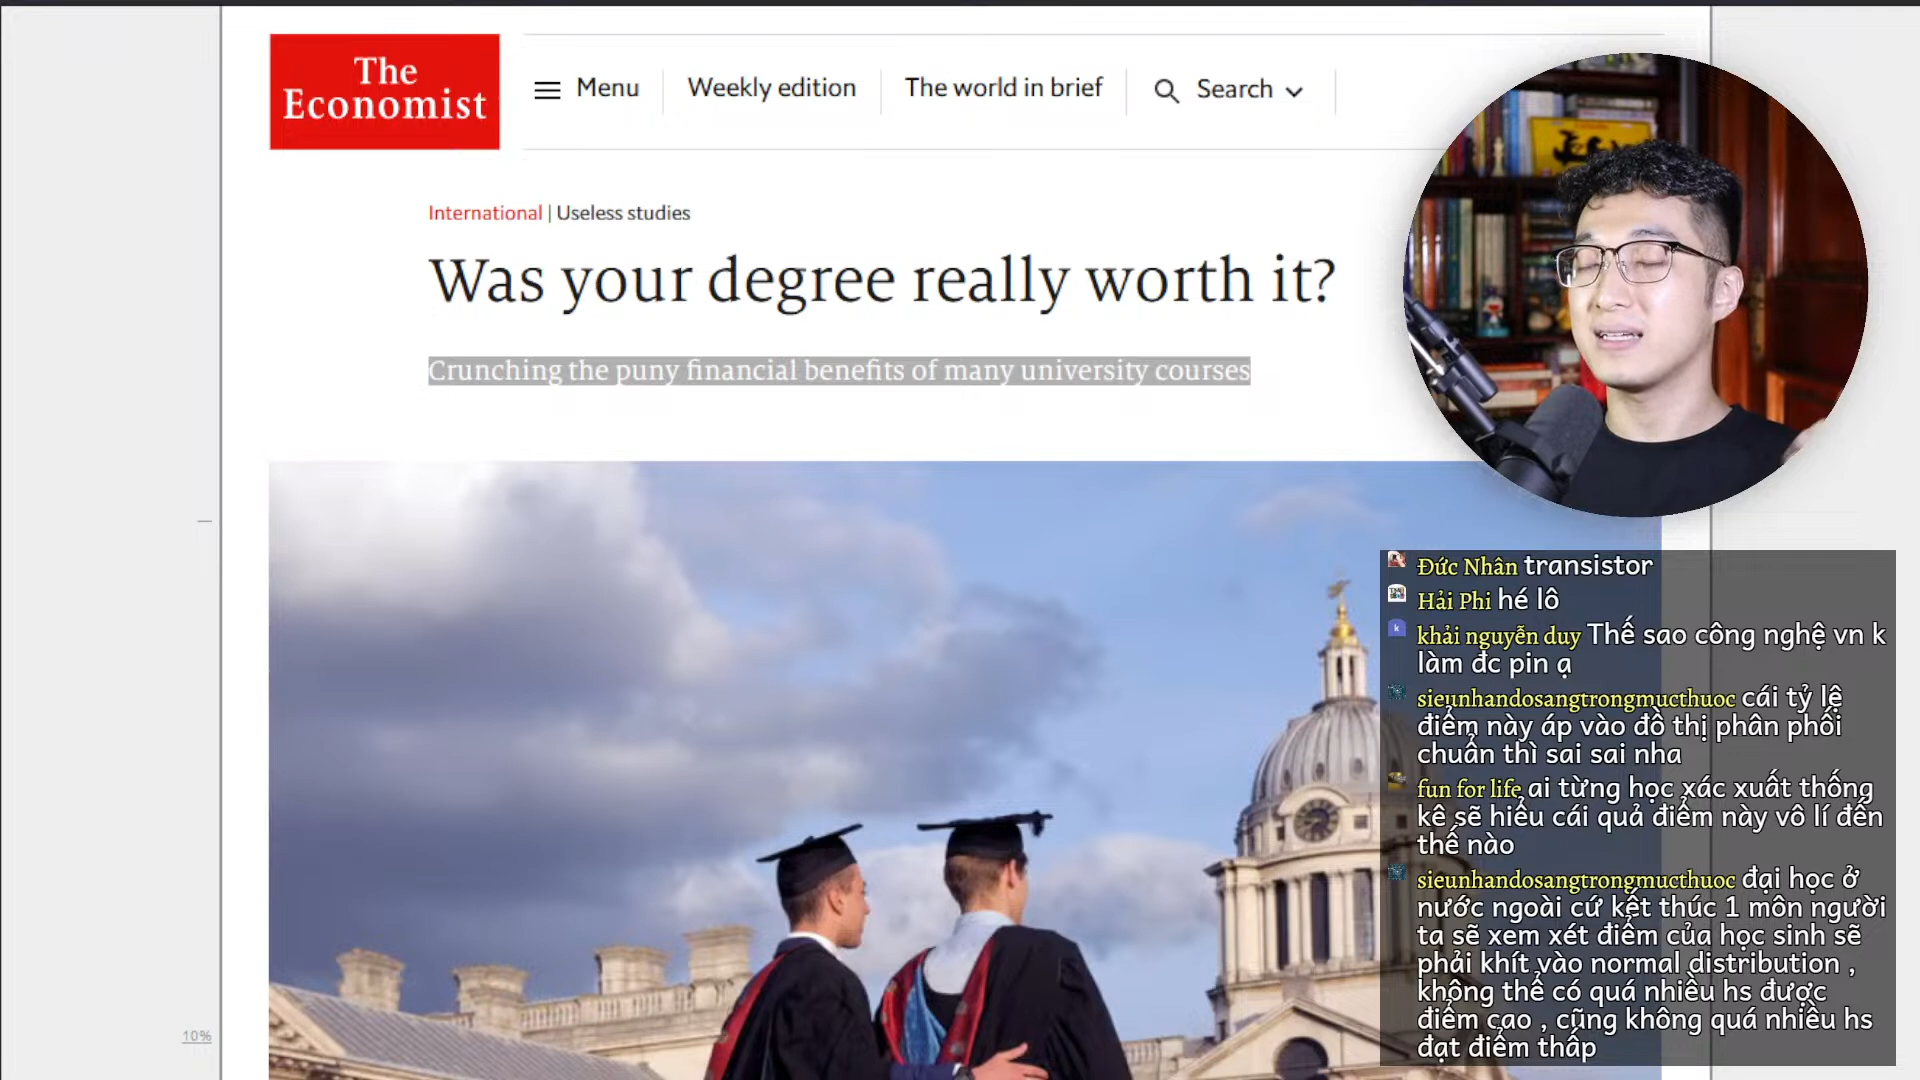 The
Economist
Menu
Weekly edition
The world in brief
Search
International | Useless studies
Was your degree really worth it?
Crunching the puny financial benefits of many university courses
10%
Đức Nhân transistor
Hải Phi hé lô
khải nguyễn duy Thế sao công nghệ vn k
làm đc pin ạ
sieunhandosangtrongmucthuoc cái tỷ lệ
điểm này áp vào đồ thị phân phối
chuẩn thì sai sai nha
fun for life ai từng học xác xuất thống
kê sẽ hiểu cái quả điểm này vô lí đến
thế nào
sieunhandosangtrongmucthuoc đại học ở
nước ngoài cứ kết thúc 1 môn người
ta sẽ xem xét điểm của học sinh sẽ
phải khít vào normal distribution ,
không thể có quá nhiều hs được
điểm cao , cũng không quá nhiều hs
đạt điểm thấp